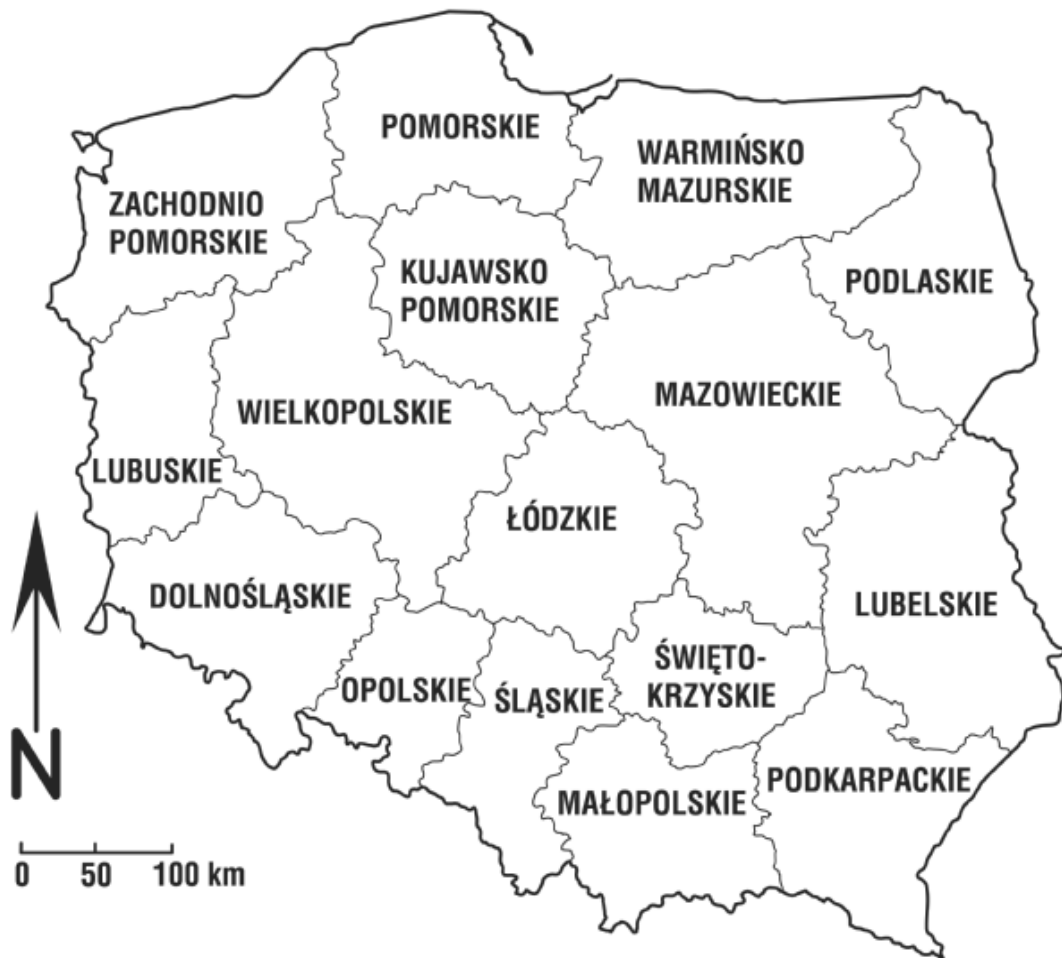 POMORSKIE
WARMIŃSKO
MAZURSKIE
ZACHODNIO
POMORSKIE
KUJAWSKO
POMORSKIE
PODLASKIE
MAZOWIECKIE
WIELKOPOLSKIE
LUBUSKIE
ŁÓDZKIE
DOLNOŚLĄSKIE
LUBELSKIE
ŚWIĘTO-
KRZYSKIE
OPOLSKIE
ŚLĄSKIE
PODKARPACKIE
MAŁOPOLSKIE
N
0 50 100 km